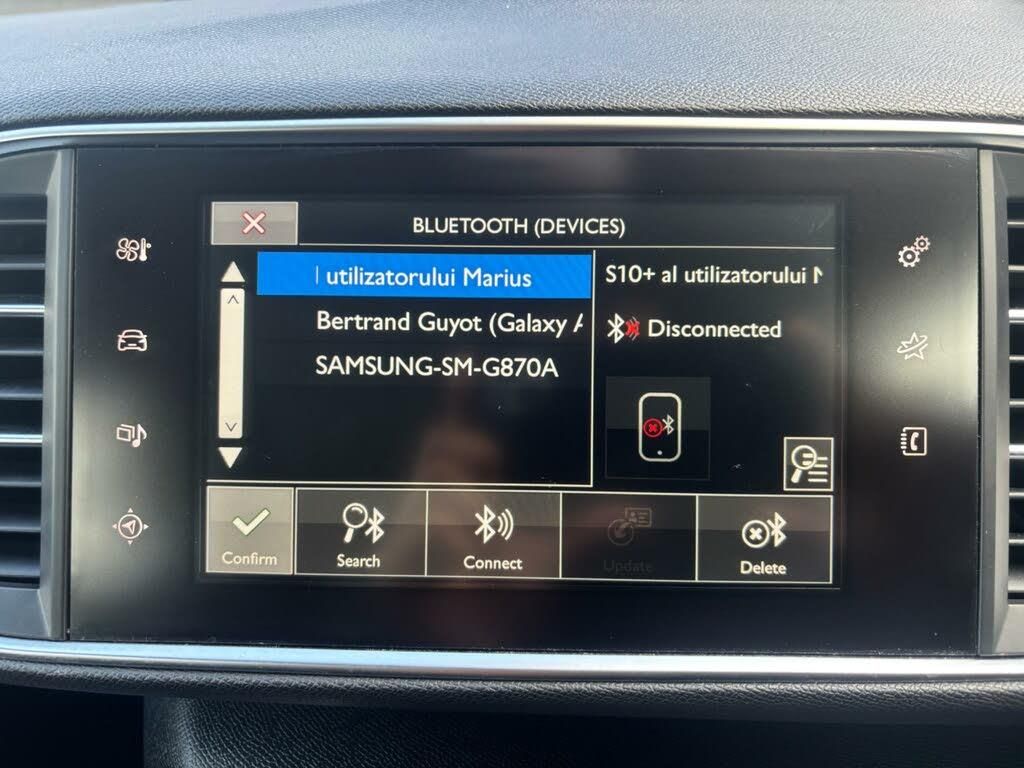 BLUETOOTH (DEVICES)
utilizatorului Marius
Bertrand Guyot (Galaxy
SAMSUNG-SM-G870A
S10+ al utilizatorului
Disconnected
Confirm
Search
Connect
Update
Delete